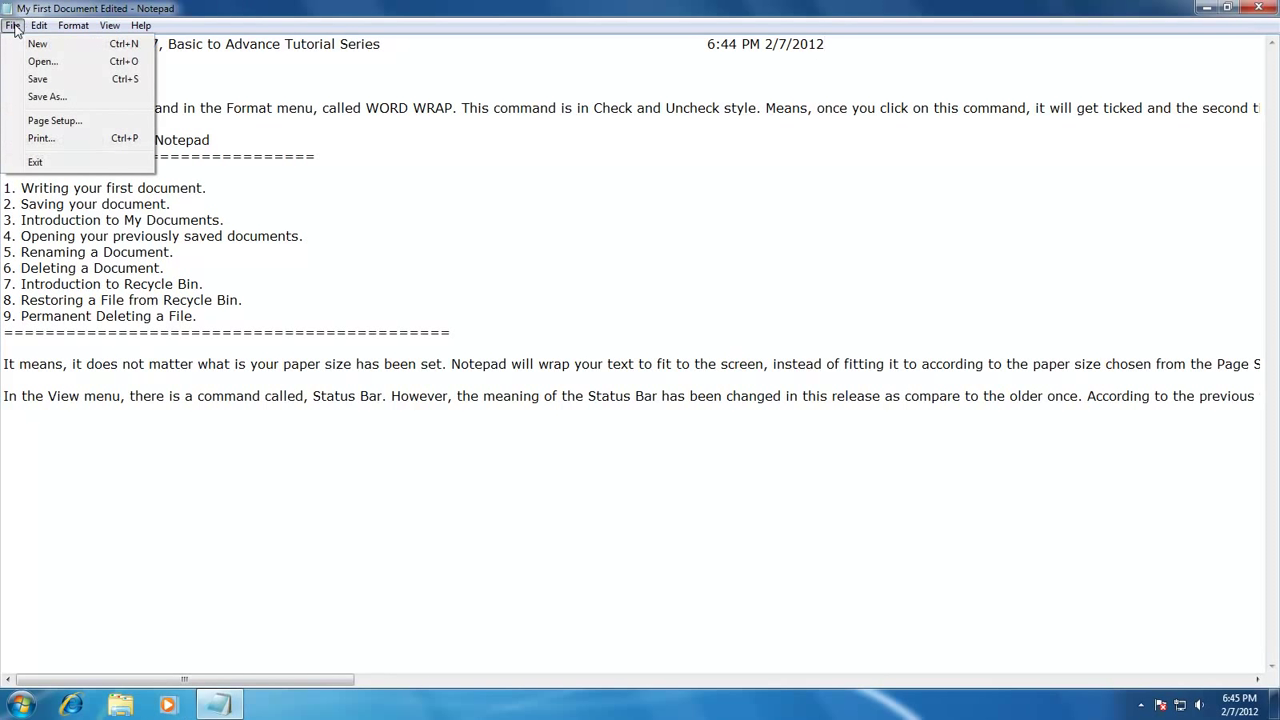 My First Document Edited - Notepad
File Edit Format View Help
New Ctrl+N
Open... Ctrl+O
Save Ctrl+S
Save As...
Page Setup...
Print... Ctrl+P
Exit
7, Basic to Advance Tutorial Series 6:44 PM 2/7/2012
and in the Format menu, called WORD WRAP. This command is in Check and Uncheck style. Means, once you click on this command, it will get ticked and the second t
Notepad
==================
1. Writing your first document.
2. Saving your document.
3. Introduction to My Documents.
4. Opening your previously saved documents.
5. Renaming a Document.
6. Deleting a Document.
7. Introduction to Recycle Bin.
8. Restoring a File from Recycle Bin.
9. Permanent Deleting a File.
===========================================
It means, it does not matter what is your paper size has been set. Notepad will wrap your text to fit to the screen, instead of fitting it to according to the paper size chosen from the Page S
In the View menu, there is a command called, Status Bar. However, the meaning of the Status Bar has been changed in this release as compare to the older once. According to the previous
6:45 PM
2/7/2012